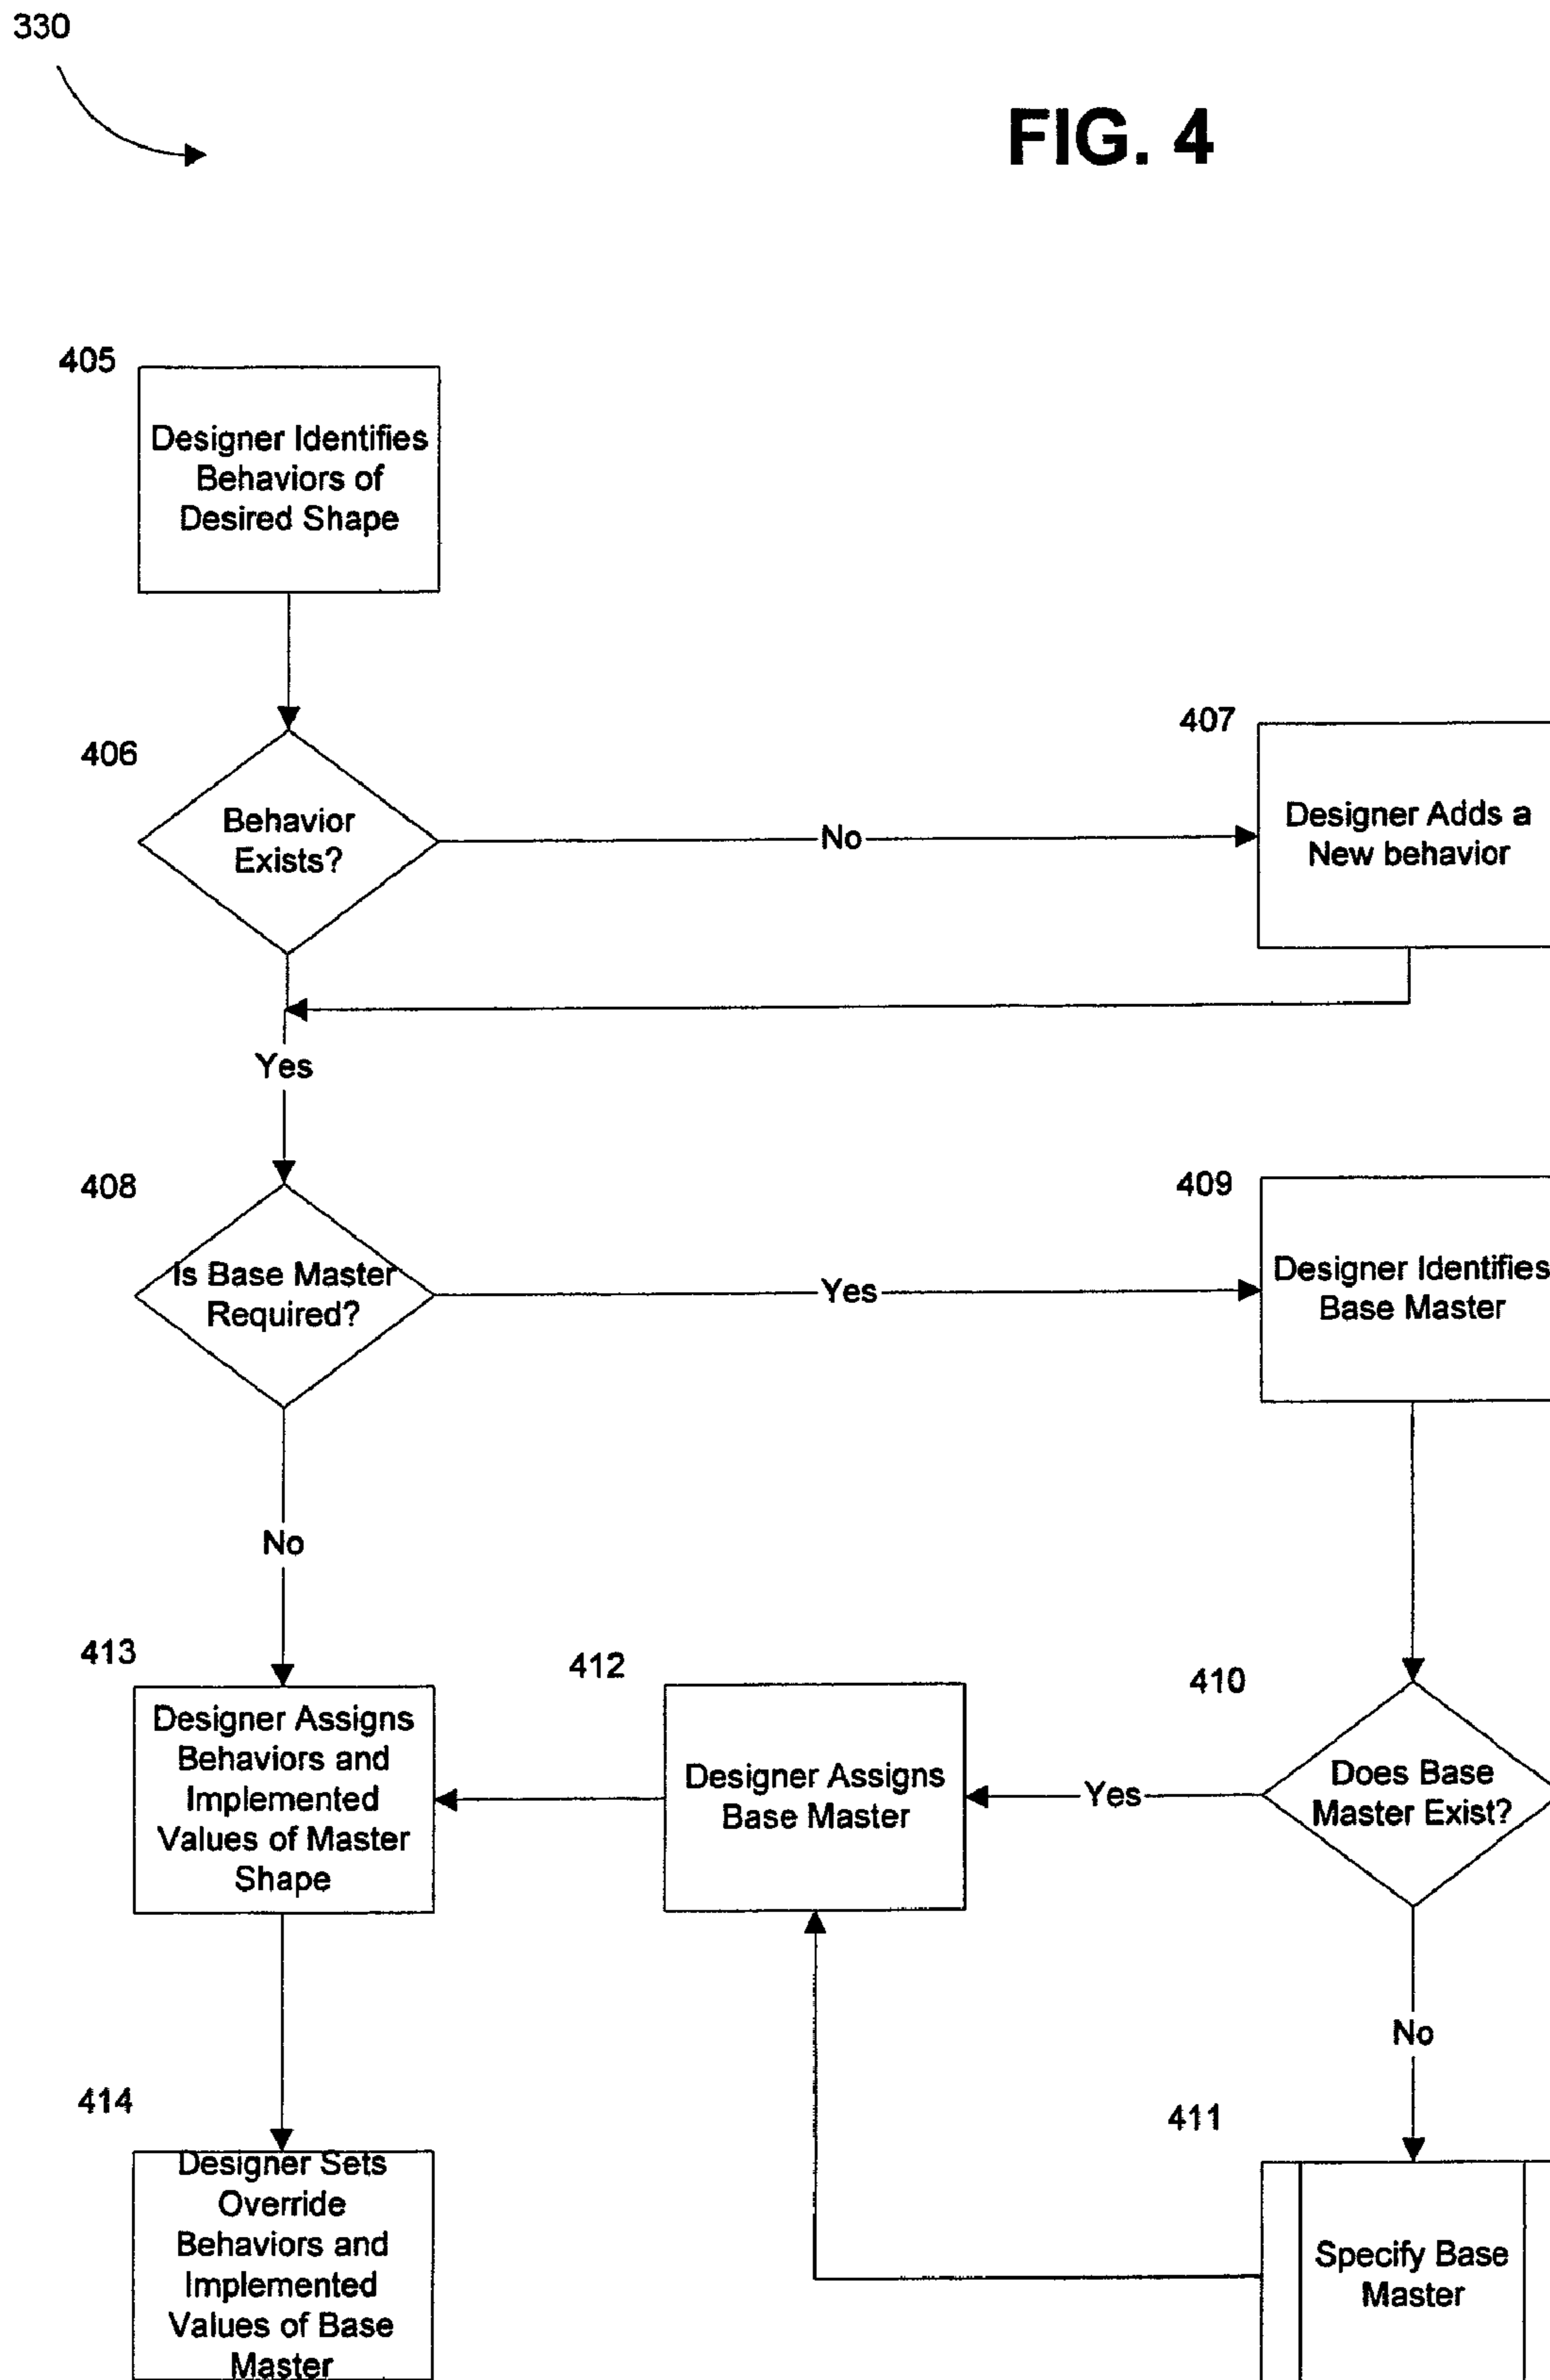 330
FIG. 4
405
Designer Identifies
Behaviors of
Desired Shape
406
Behavior
Exists?
No
407
Designer Adds a
New behavior
Yes
408
Is Base Master
Required?
Yes
409
Designer Identifies
Base Master
No
413
Designer Assigns
Behaviors and
Implemented
Values of Master
Shape
412
Designer Assigns
Base Master
Yes
410
Does Base
Master Exist?
No
414
Designer Sets
Override
Behaviors and
Implemented
Values of Base
Master
411
Specify Base
Master